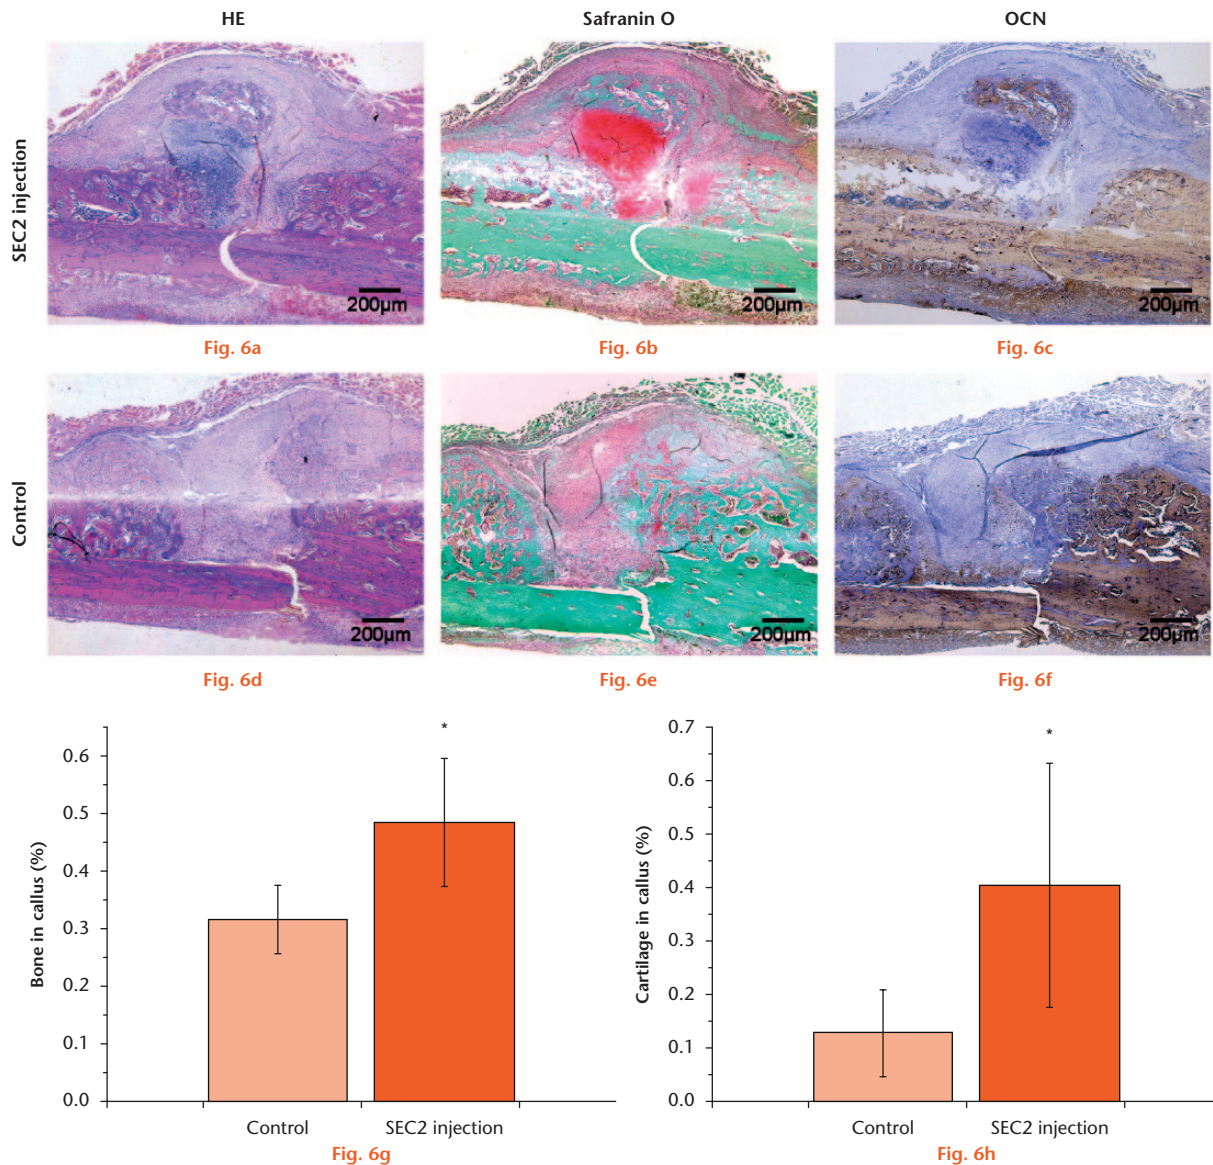 HE Safranin O OCN
SEC2 injection
200µm 200µm 200µm
Fig. 6a Fig. 6b Fig. 6c
Control
200µm 200µm 200µm
Fig. 6d Fig. 6e Fig. 6f
Bone in callus (%)
*
0.6
0.5
0.4
0.3
0.2
0.1
0.0
Control SEC2 injection
Fig. 6g
Cartilage in callus (%)
*
0.7
0.6
0.5
0.4
0.3
0.2
0.1
0.0
Control SEC2 injection
Fig. 6h